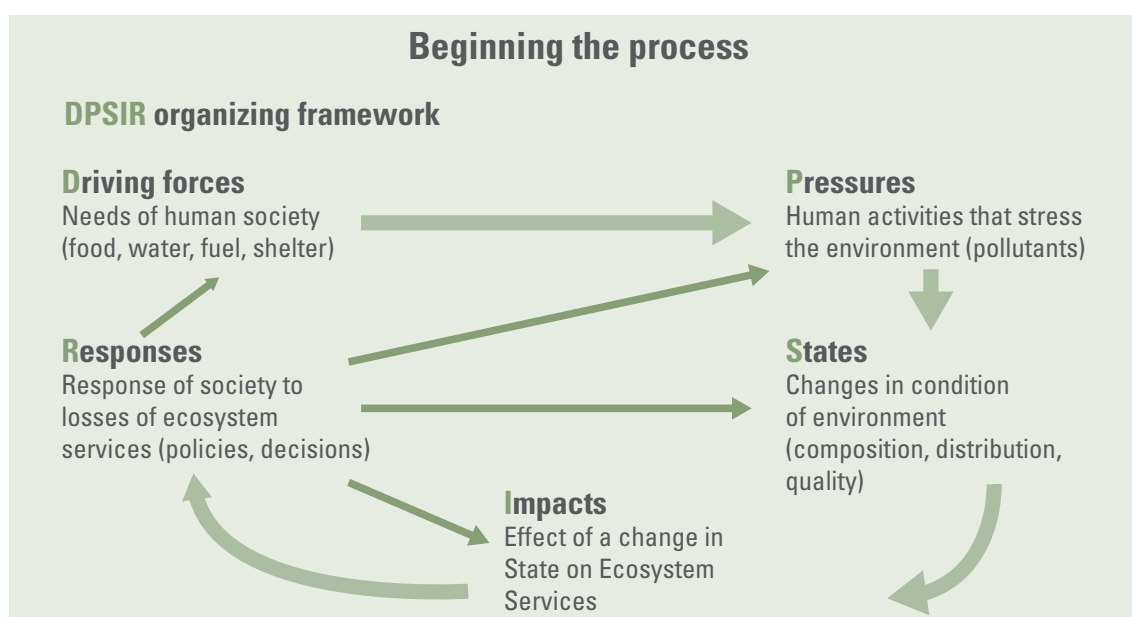 Beginning the process
DPSIR organizing framework
Driving forces
Needs of human society
(food, water, fuel, shelter)
Pressures
Human activities that stress
the environment (pollutants)
Responses
Response of society to
losses of ecosystem
services (policies, decisions)
States
Changes in condition
of environment
(composition, distribution,
quality)
Impacts
Effect of a change in
State on Ecosystem
Services